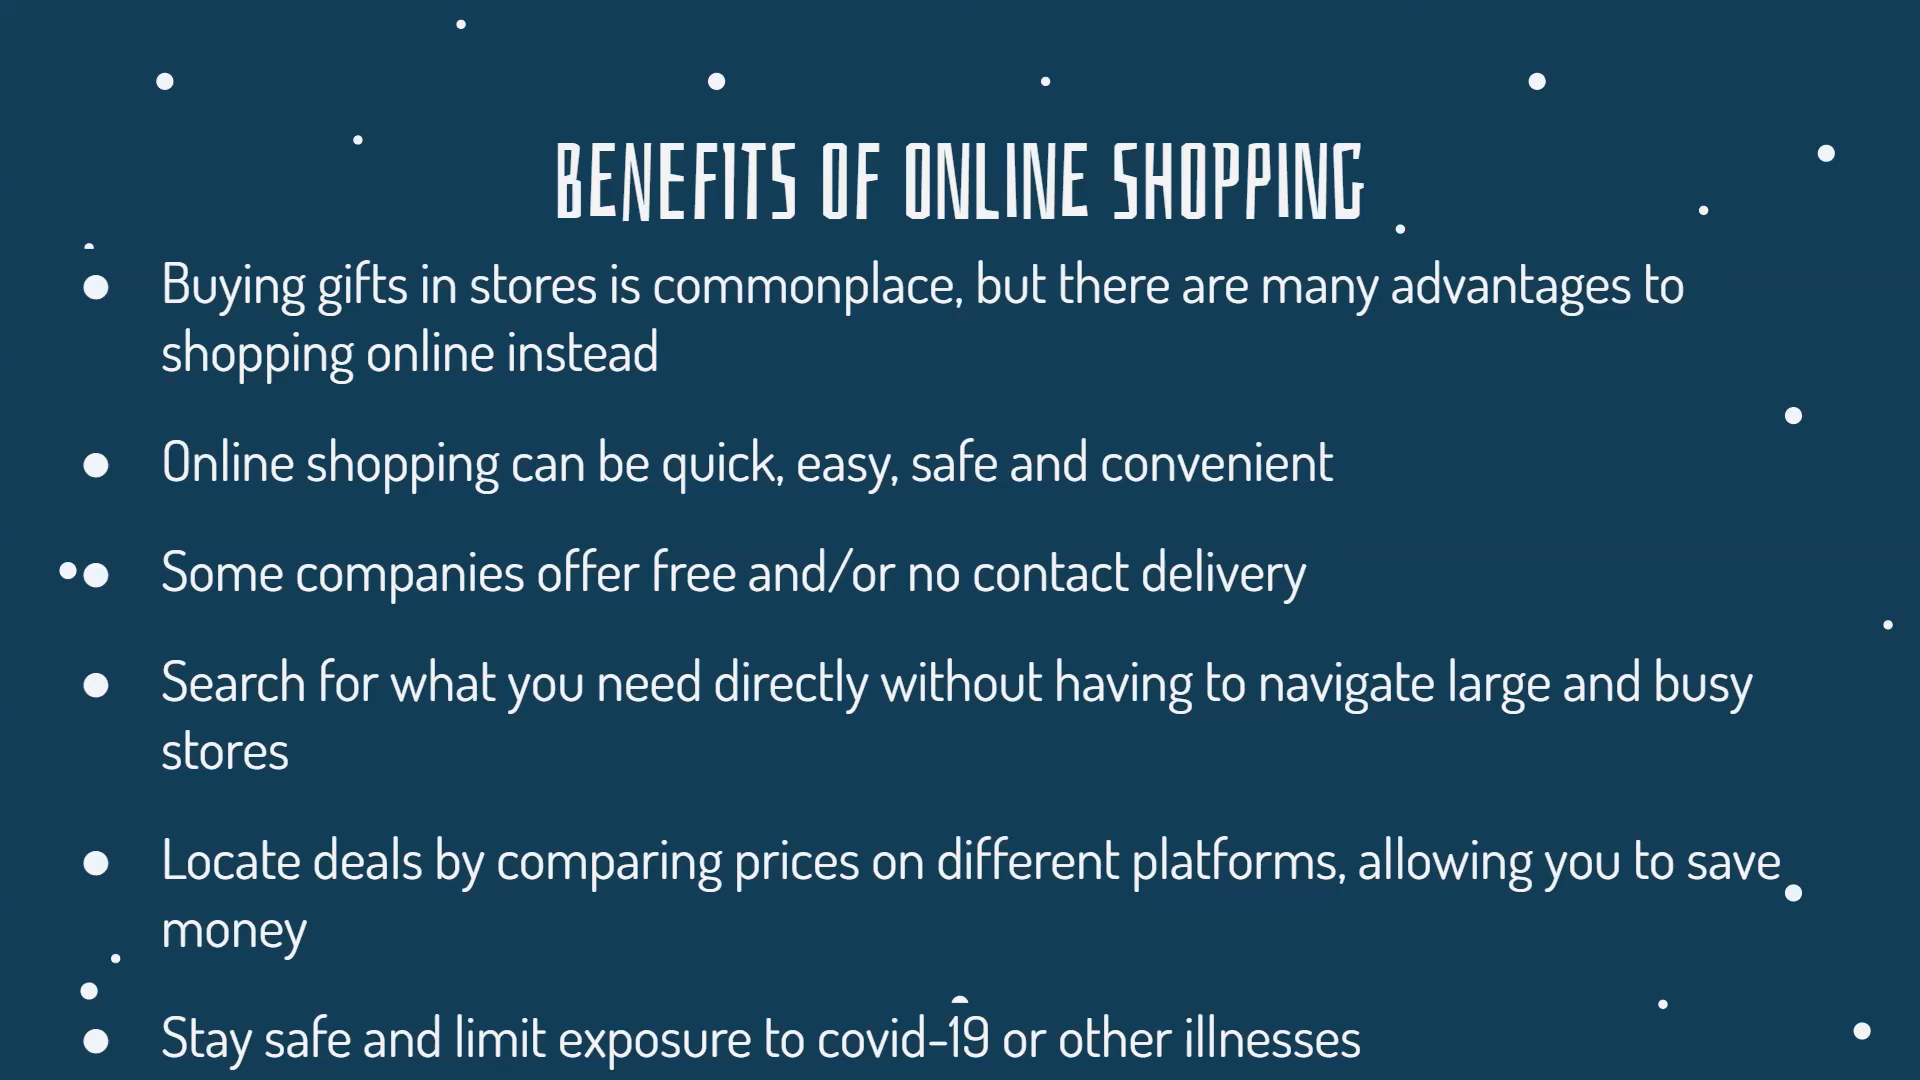 BENEFITS OF ONLINE SHOPPING
● Buying gifts in stores is commonplace, but there are many advantages to
shopping online instead
● Online shopping can be quick, easy, safe and convenient
● Some companies offer free and/or no contact delivery
● Search for what you need directly without having to navigate large and busy
stores
● Locate deals by comparing prices on different platforms, allowing you to save
money
● Stay safe and limit exposure to covid-19 or other illnesses